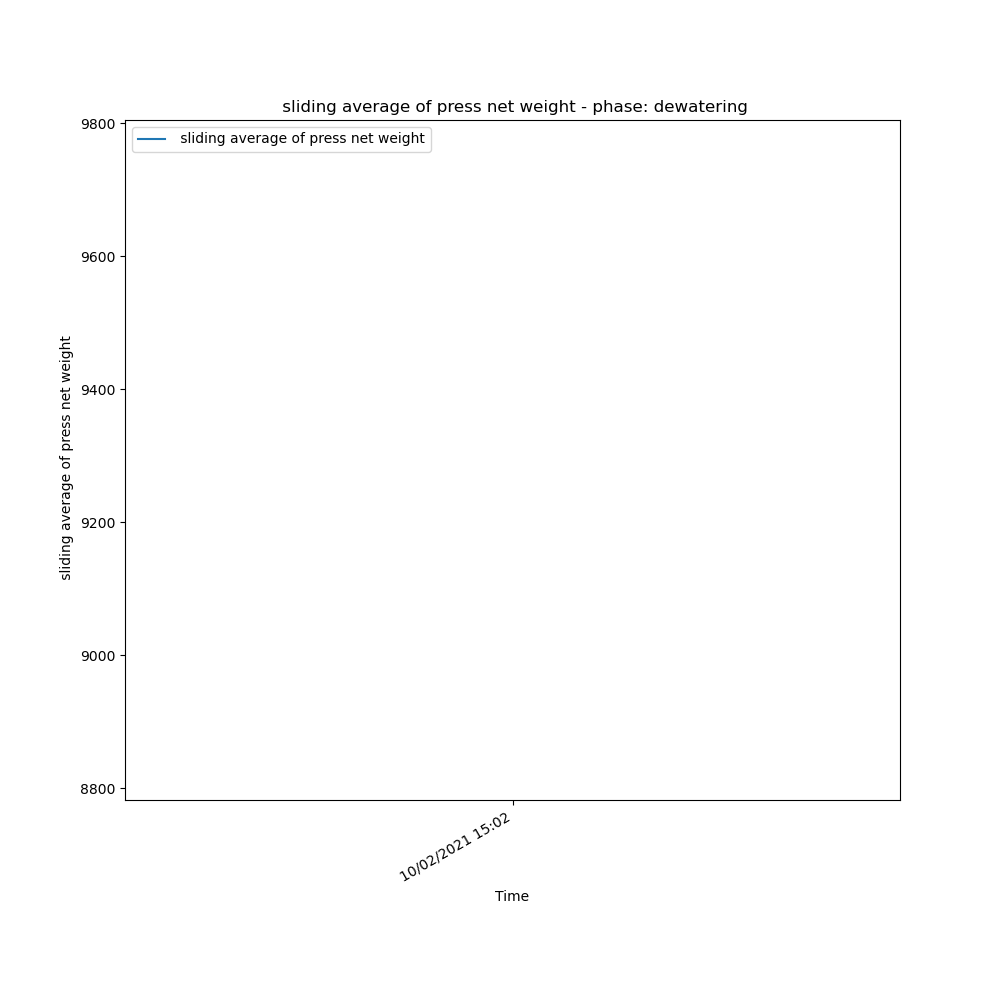 sliding average of press net weight - phase: dewatering
sliding average of press net weight
9800
9600
9400
9200
9000
8800
sliding average of press net weight
10/02/2021 15:02
Time